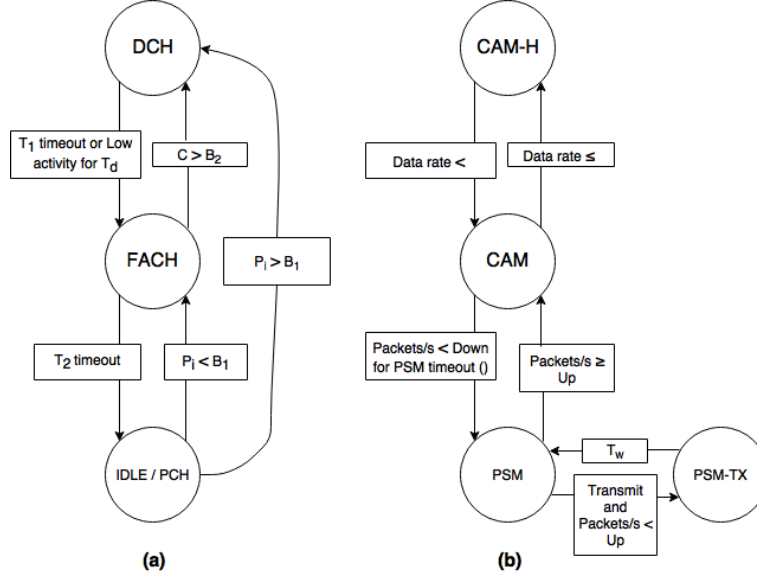 DCH
T1 timeout or Low
activity for Td
C > B2
FACH
Pi > B1
T2 timeout
Pi < B1
IDLE / PCH
(a)
CAM-H
Data rate <
Data rate ≤
CAM
Packets/s < Down
for PSM timeout ()
Packets/s ≥
Up
PSM
Tw
PSM-TX
Transmit
and
Packets/s <
Up
(b)